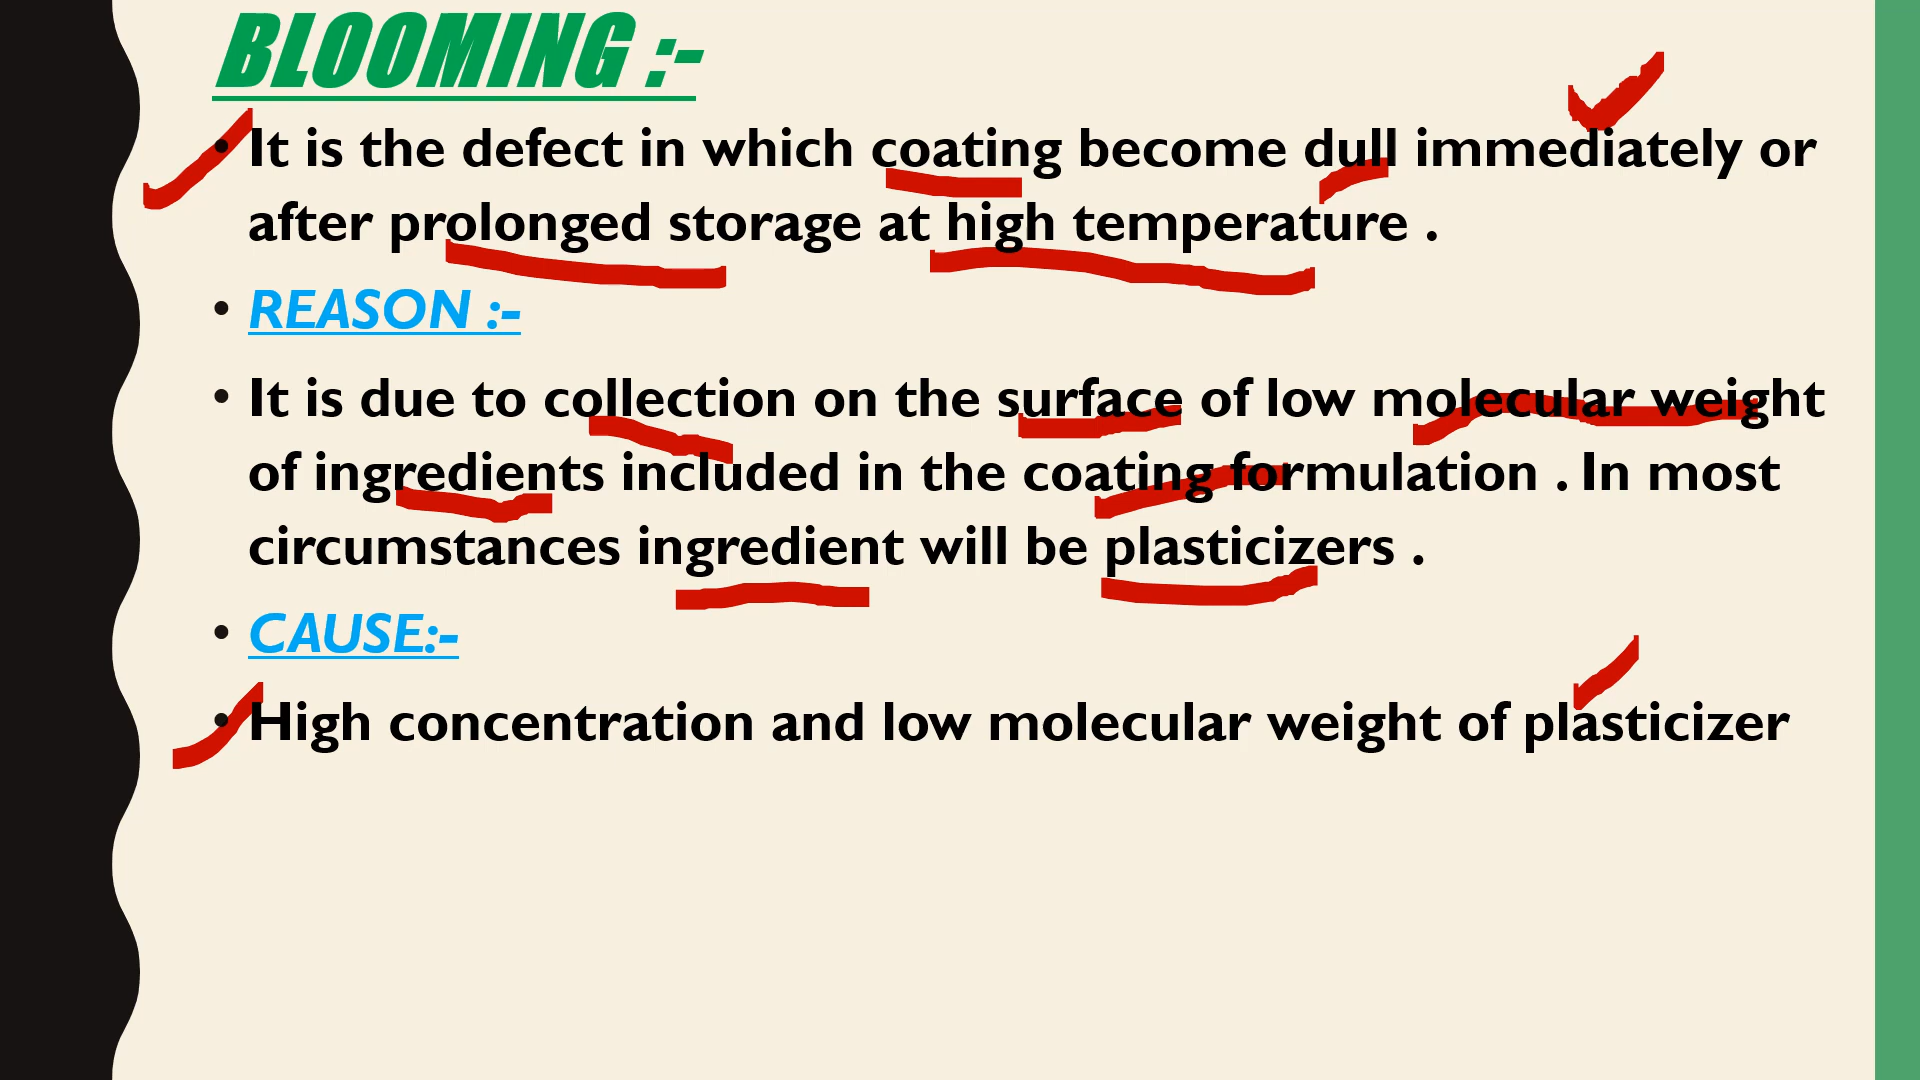 BLOOMING :-
• It is the defect in which coating become dull immediately or
after prolonged storage at high temperature .
• REASON :-
• It is due to collection on the surface of low molecular weight
of ingredients included in the coating formulation . In most
circumstances ingredient will be plasticizers .
• CAUSE:-
• High concentration and low molecular weight of plasticizer